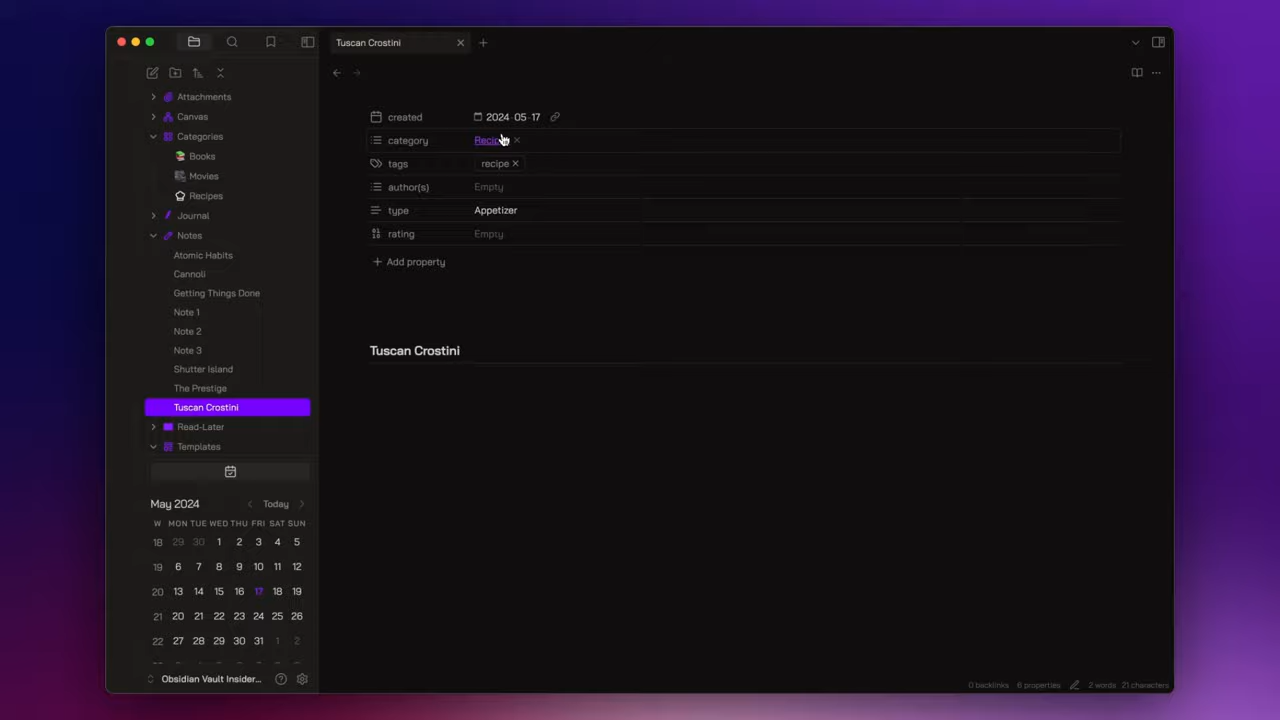 Tuscan Crostini
Attachments
Canvas
Categories
Books
Movies
Recipes
Journal
Notes
Atomic Habits
Cannoli
Getting Things Done
Note 1
Note 2
Note 3
Shutter Island
The Prestige
Tuscan Crostini
Read-Later
Templates
May 2024
Today
W MON TUE WED THU FRI SAT SUN
18 29 30 1 2 3 4 5
19 6 7 8 9 10 11 12
20 13 14 15 16 17 18 19
21 20 21 22 23 24 25 26
22 27 28 29 30 31 1 2
Obsidian Vault Insider...
created 2024-05-17
category
tags recipe
author(s) Empty
type Appetizer
rating Empty
Add property
Tuscan Crostini
0 backlinks 6 properties 2 words 21 characters